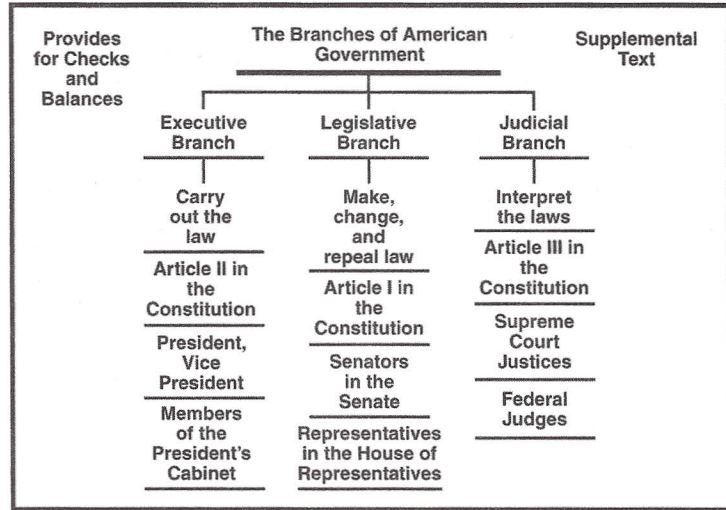 Provides
for Checks
and
Balances
The Branches of American
Government
Supplemental
Text
Executive
Branch
Carry
out the
law
Article II in
the
Constitution
President,
Vice
President
Members
of the
President's
Cabinet
Legislative
Branch
Make,
change,
and
repeal law
Article I in
the
Constitution
Senators
in the
Senate
Representatives
in the House of
Representatives
Judicial
Branch
Interpret
the laws
Article III in
the
Constitution
Supreme
Court
Justices
Federal
Judges